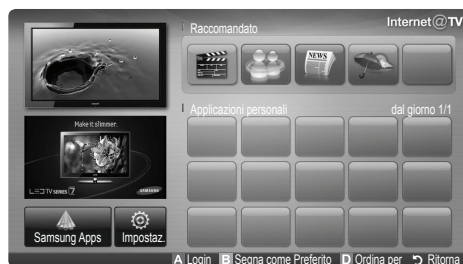 Internet@TV
Raccomandato
NEWS
Applicazioni personali dal giorno 1/1
Make it slimmer.
LED TV SERIES 7 SAMSUNG
Samsung Apps Impostaz.
A Login B Segna come Preferito D Ordina per Ritorna